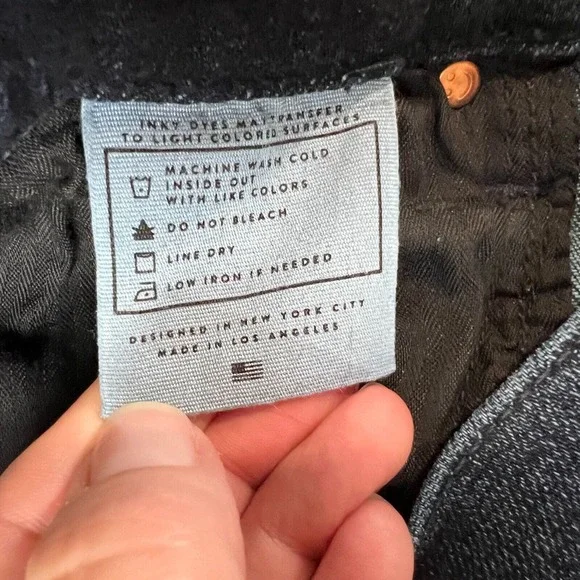 INKY DYES MAY TRANSFER
TO LIGHT COLORED SURFACES
MACHINE WASH COLD
INSIDE OUT
WITH LIKE COLORS
DO NOT BLEACH
LINE DRY
LOW IRON IF NEEDED
DESIGNED IN NEW YORK CITY
MADE IN LOS ANGELES